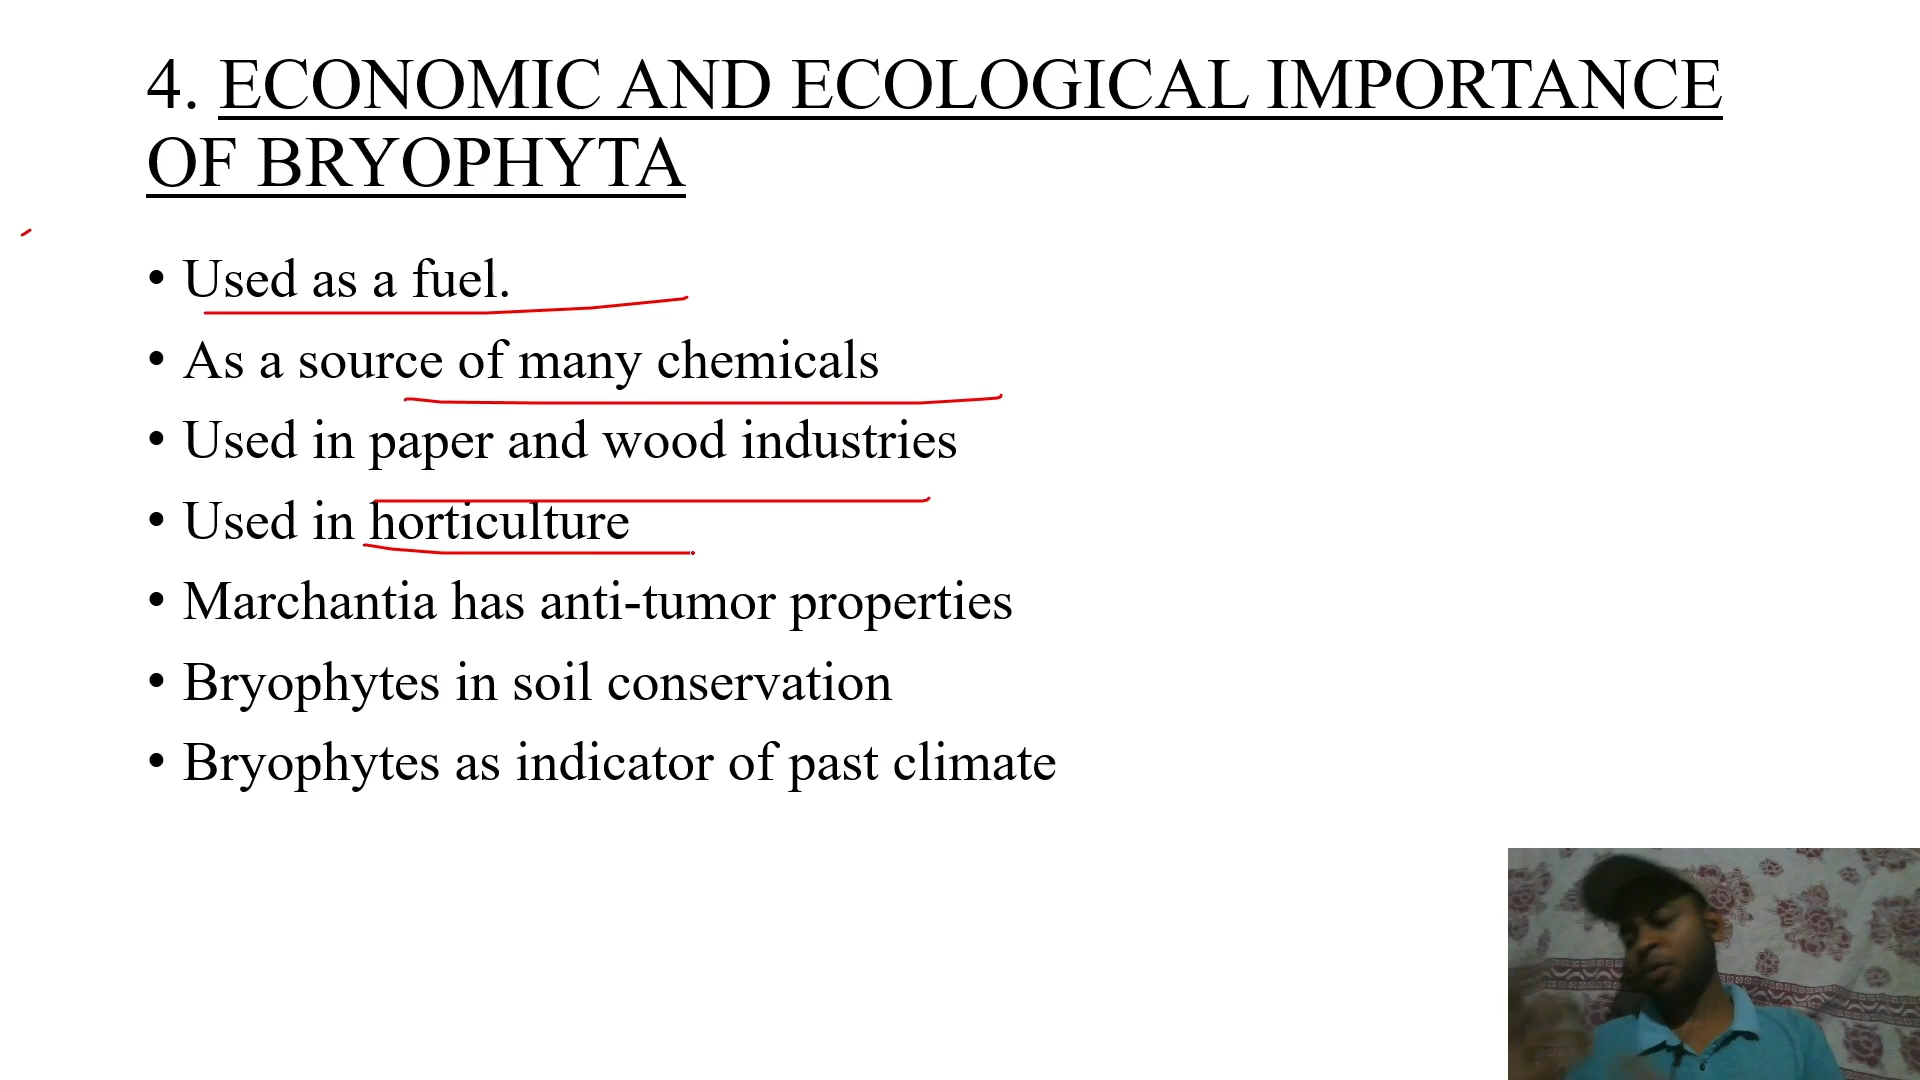 4. ECONOMIC AND ECOLOGICAL IMPORTANCE
OF BRYOPHYTA
• Used as a fuel.
• As a source of many chemicals
• Used in paper and wood industries
• Used in horticulture
• Marchantia has anti-tumor properties
• Bryophytes in soil conservation
• Bryophytes as indicator of past climate